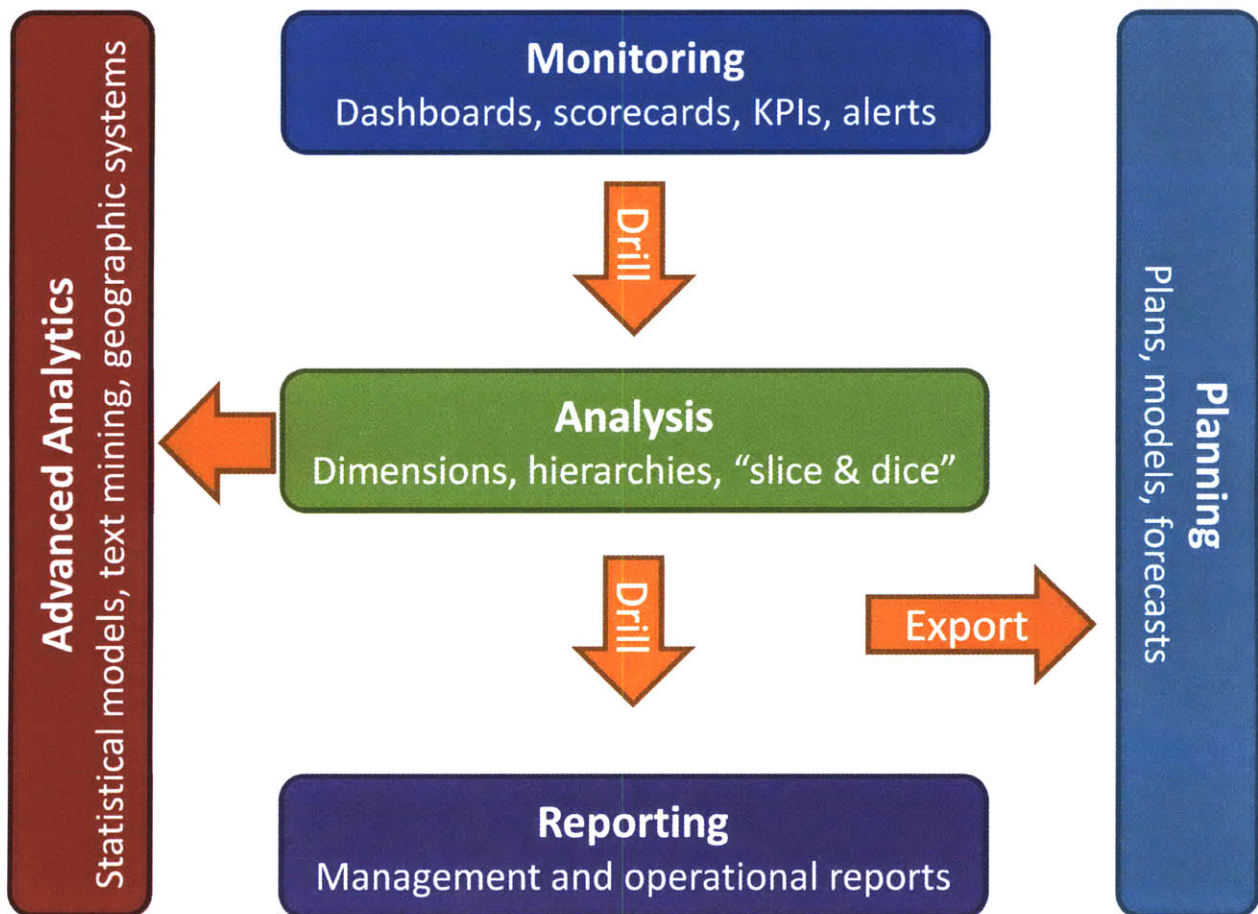 Monitoring
Dashboards, scorecards, KPIs, alerts
Drill
Analysis
Dimensions, hierarchies, “slice & dice”
Drill
Export
Reporting
Management and operational reports
Advanced Analytics
Statistical models, text mining, geographic systems
Planning
Plans, models, forecasts